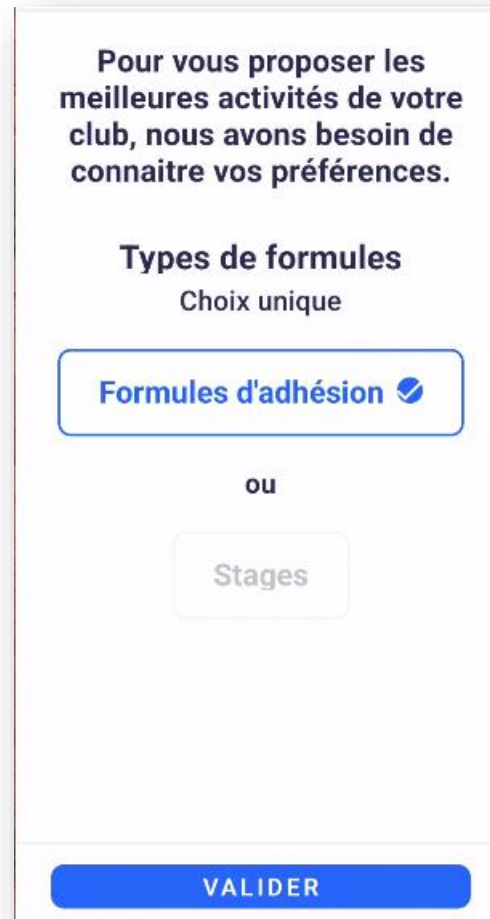 Pour vous proposer les
meilleures activités de votre
club, nous avons besoin de
connaitre vos préférences.
Types de formules
Choix unique
Formules d'adhésion
ou
Stages
VALIDER